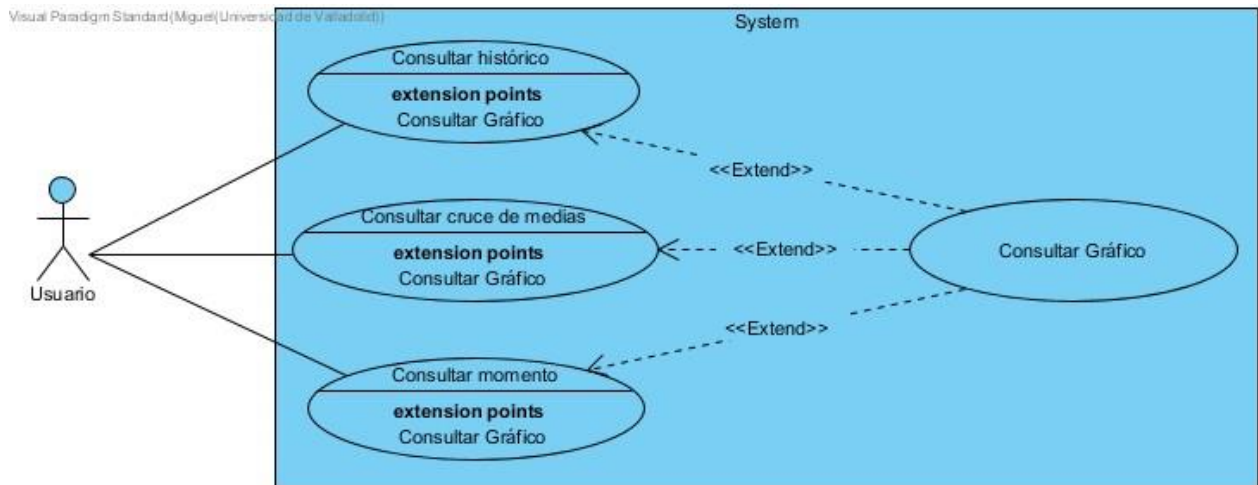 Visual Paradigm Standard(Miguel(Universidad de Valladolid))
System
Consultar histórico
extension points
Consultar Gráfico
<<Extend>>
Consultar cruce de medias
extension points
Consultar Gráfico
<<Extend>>
Consultar Gráfico
Usuario
<<Extend>>
Consultar momento
extension points
Consultar Gráfico